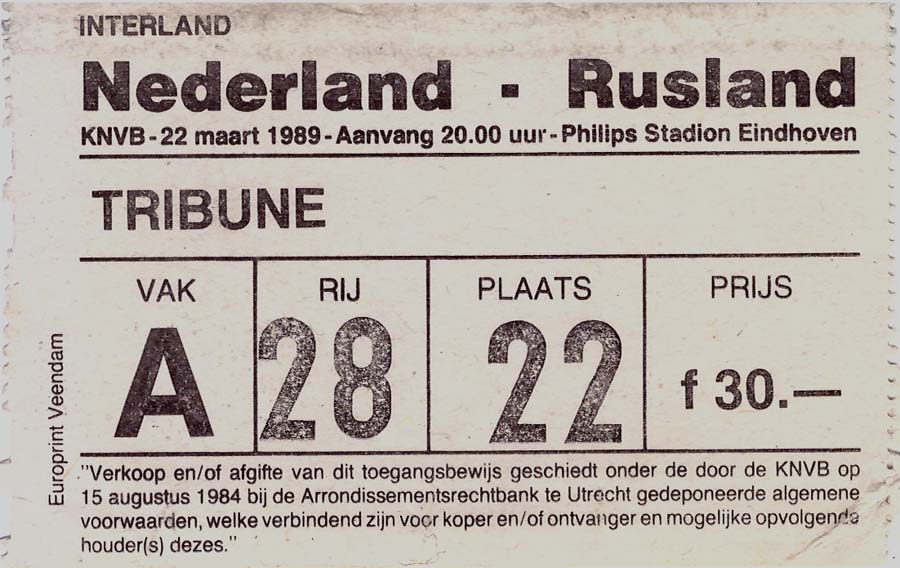 INTERLAND
Nederland - Rusland
KNVB - 22 maart 1989 - Aanvang 20.00 uur - Philips Stadion Eindhoven
TRIBUNE
VAK RIJ PLAATS PRIJS
A 28 22 f 30.—
Europrint Veendam
"Verkoop en/of afgifte van dit toegangsbewijs geschiedt onder de door de KNVB op
15 augustus 1984 bij de Arrondissementsrechtbank te Utrecht gedeponeerde algemene
voorwaarden, welke verbindend zijn voor koper en/of ontvanger en mogelijke opvolgende
houder(s) dezes."